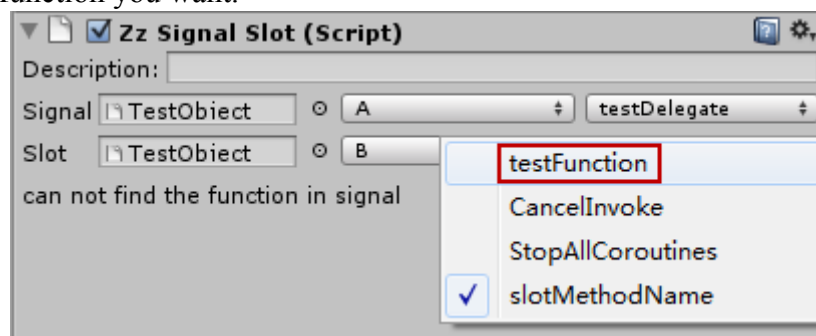 function you want.
Zz Signal Slot (Script)
Description:
Signal TestObject A testDelegate
Slot TestObject B
testFunction
can not find the function in signal
CancelInvoke
StopAllCoroutines
slotMethodName